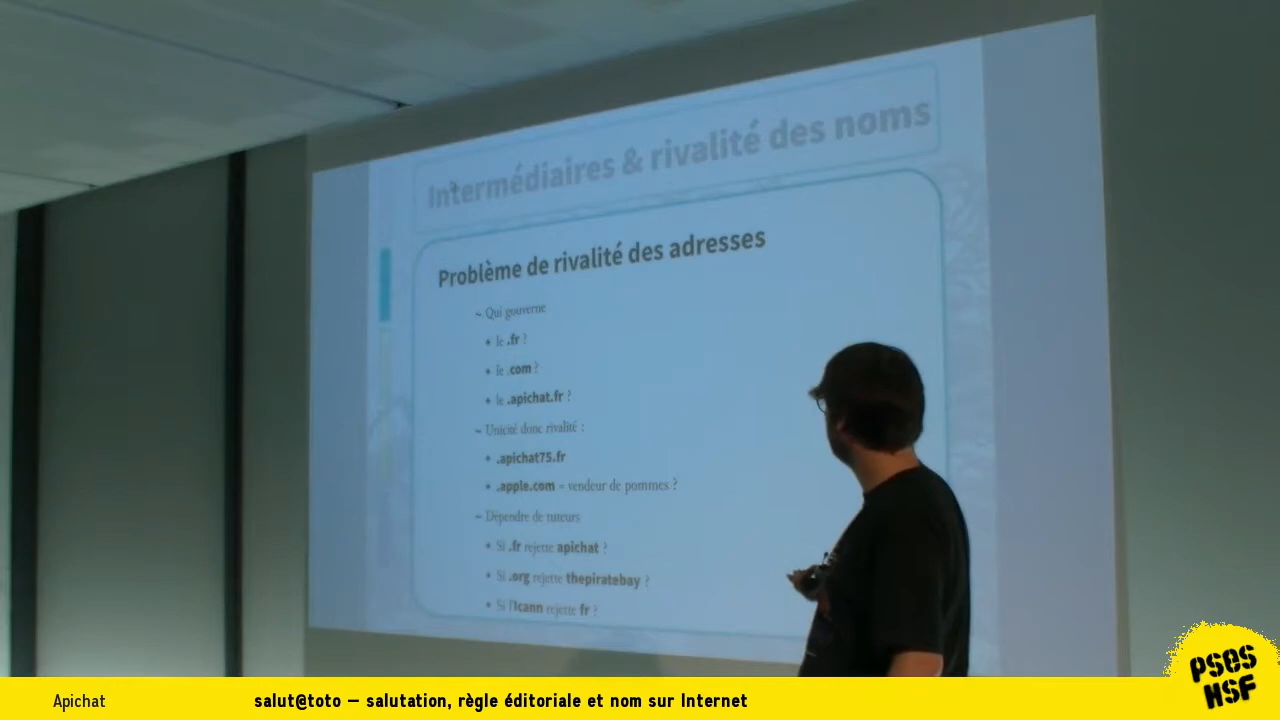 Intermédiaires & rivalité des noms
Problème de rivalité des adresses
~ Qui gouverne
• le .fr ?
• le .com ?
• le .apichat.fr ?
~ Unicité donc rivalité :
• .apichat75.fr
• .apple.com = vendeur de pommes ?
~ Dépendre de tuteurs
• Si .fr rejette apichat ?
• Si .org rejette thepiratebay ?
• Si l'Icann rejette fr ?
Apichat
salut@toto — salutation, règle éditoriale et nom sur Internet
PSES
HSF